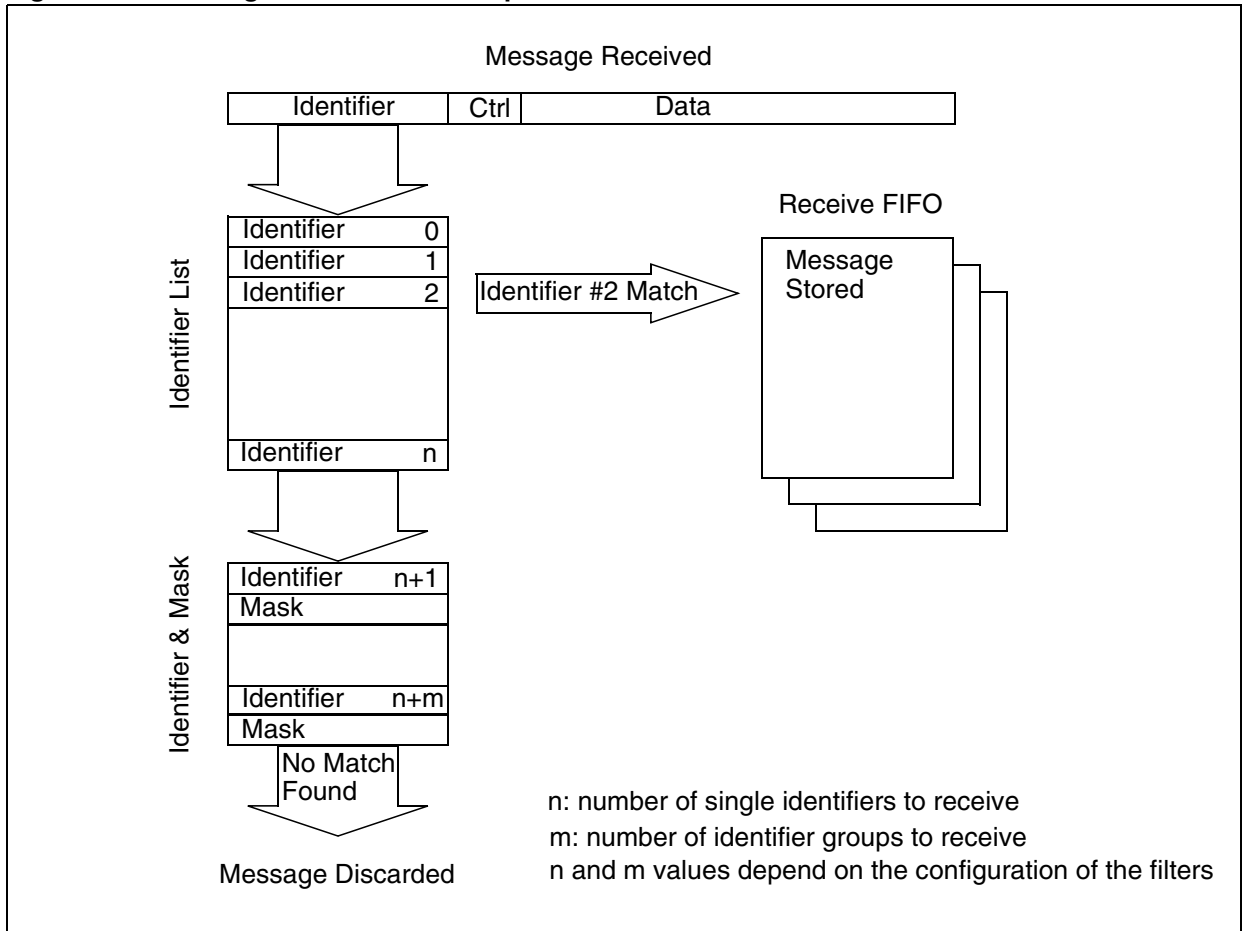 Message Received
Identifier Ctrl Data
Receive FIFO
Identifier List
Identifier 0
Identifier 1
Identifier 2
Identifier #2 Match
Message
Stored
Identifier n
Identifier & Mask
Identifier n+1
Mask
Identifier n+m
Mask
No Match
Found
Message Discarded
n: number of single identifiers to receive
m: number of identifier groups to receive
n and m values depend on the configuration of the filters